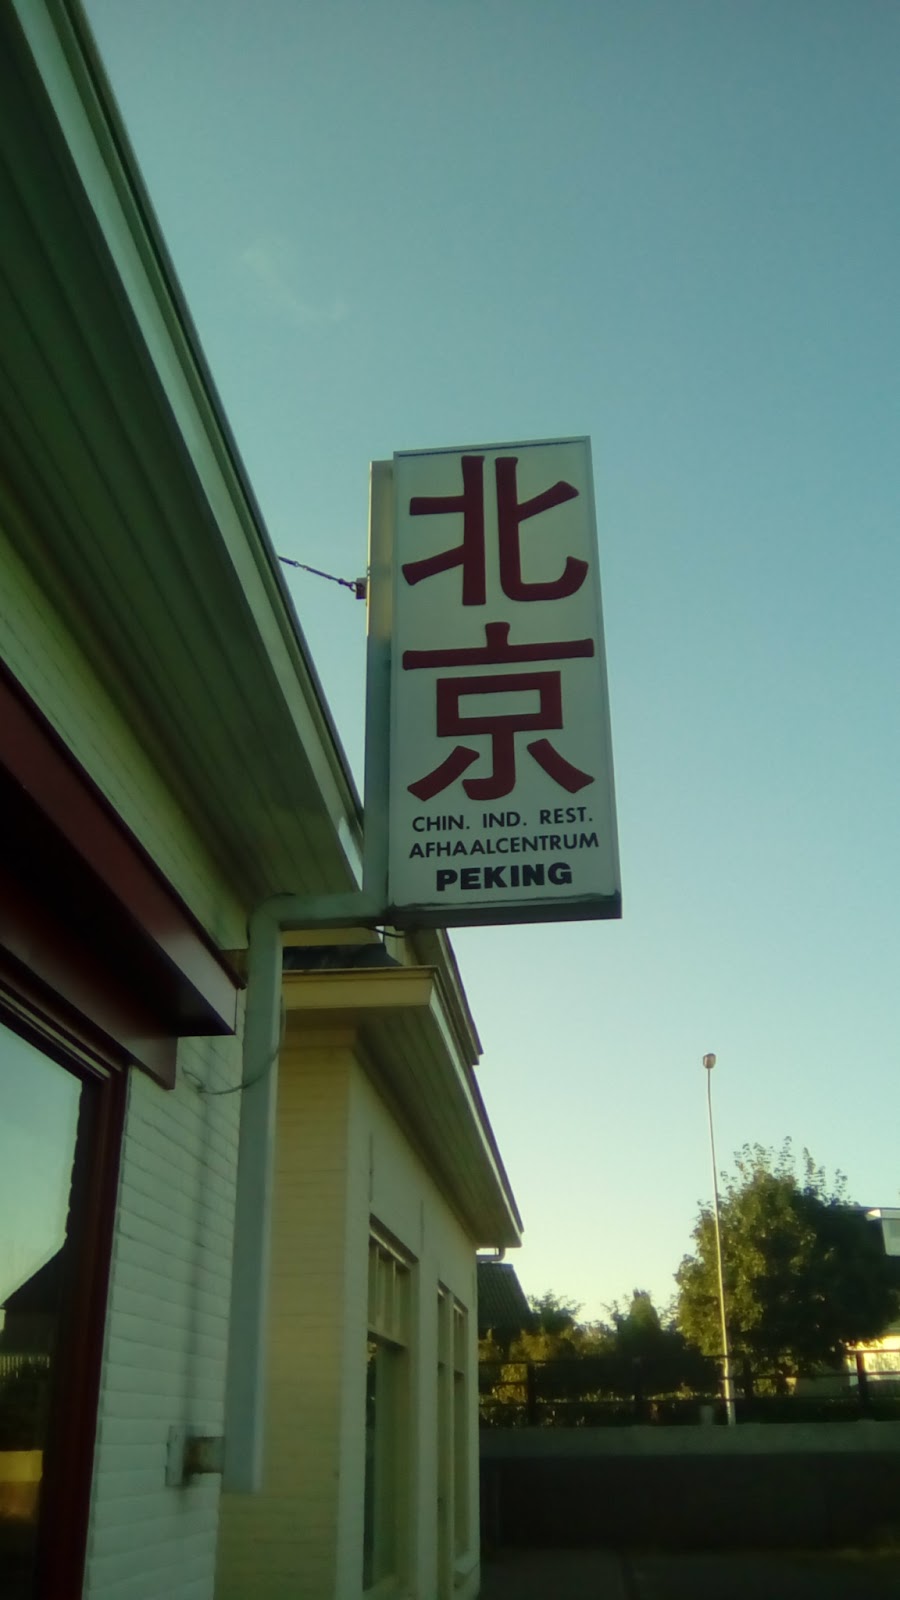 北
京
CHIN. IND. REST.
AFHAALCENTRUM
PEKING